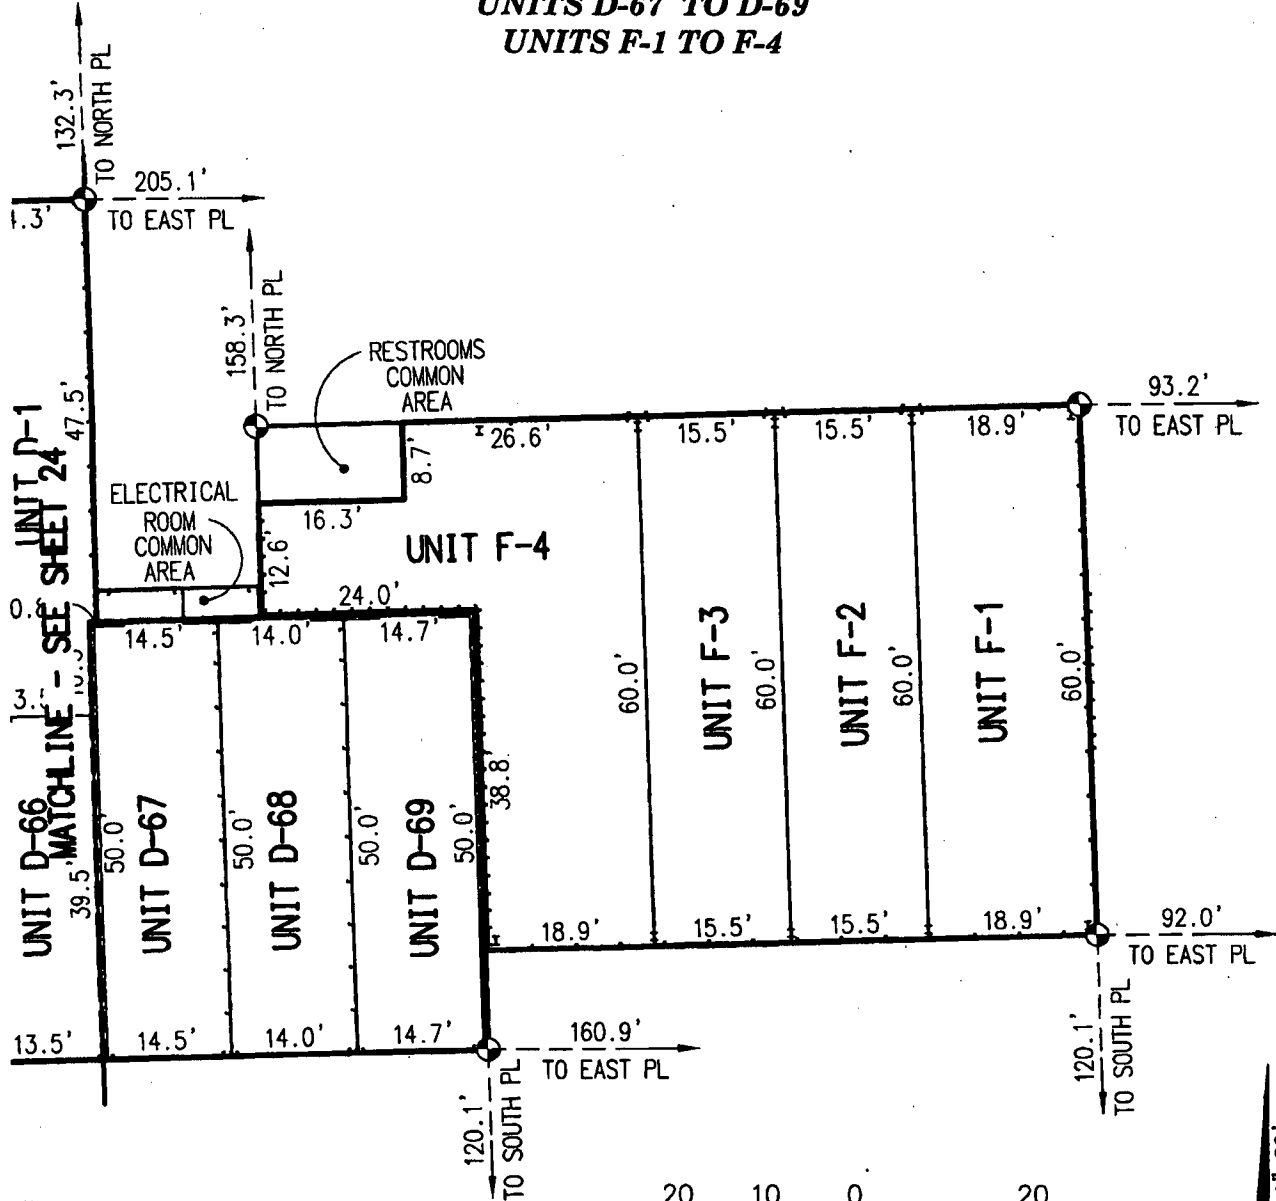 UNITS D-67 TO D-69
UNITS F-1 TO F-4
132.3'
TO NORTH PL
205.1'
TO EAST PL
158.3'
TO NORTH PL
RESTROOMS
COMMON
AREA
93.2'
TO EAST PL
UNIT D-1
47.5'
26.6'
15.5'
15.5'
18.9'
8.7'
16.3'
ELECTRICAL
ROOM
COMMON
AREA
12.6'
UNIT F-4
24.0'
MATCHLINE - SEE SHEET 24
14.5'
14.0'
14.7'
60.0'
UNIT F-3
60.0'
UNIT F-2
60.0'
UNIT F-1
60.0'
38.8'
UNIT D-66
39.5'
50.0'
UNIT D-67
50.0'
UNIT D-68
50.0'
UNIT D-69
50.0'
18.9'
15.5'
15.5'
18.9'
92.0'
TO EAST PL
13.5'
14.5'
14.0'
14.7'
160.9'
TO EAST PL
120.1'
TO SOUTH PL
120.1'
TO SOUTH PL
20 10 0 20